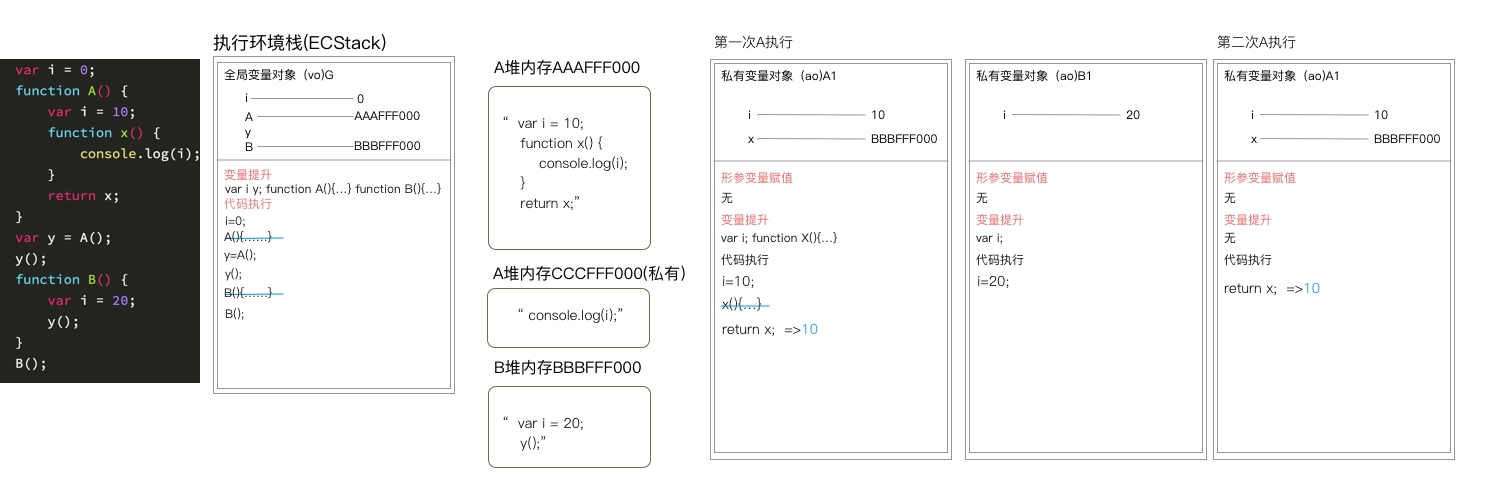 var i = 0;
function A() {
var i = 10;
function x() {
console.log(i);
}
return x;
}
var y = A();
y();
function B() {
var i = 20;
y();
}
B();
执行环境栈(ECStack)
全局变量对象（vo)G
i 0
A AAAFFF000
y
B BBBFFF000
变量提升
var i y; function A(){...} function B(){...}
代码执行
i=0;
A(){......}
y=A();
y();
B(){......}
B();
A堆内存AAAFFF000
“ var i = 10;
function x() {
console.log(i);
}
return x;”
A堆内存CCCFFF000(私有)
“ console.log(i);”
B堆内存BBBFFF000
“ var i = 20;
y();”
第一次A执行
私有变量对象（ao)A1
i 10
x BBBFFF000
形参变量赋值
无
变量提升
var i; function X(){...}
代码执行
i=10;
x(){...}
return x; =>10
私有变量对象（ao)B1
i 20
形参变量赋值
无
变量提升
var i;
代码执行
i=20;
第二次A执行
私有变量对象（ao)A1
i 10
x BBBFFF000
形参变量赋值
无
变量提升
无
代码执行
return x; =>10